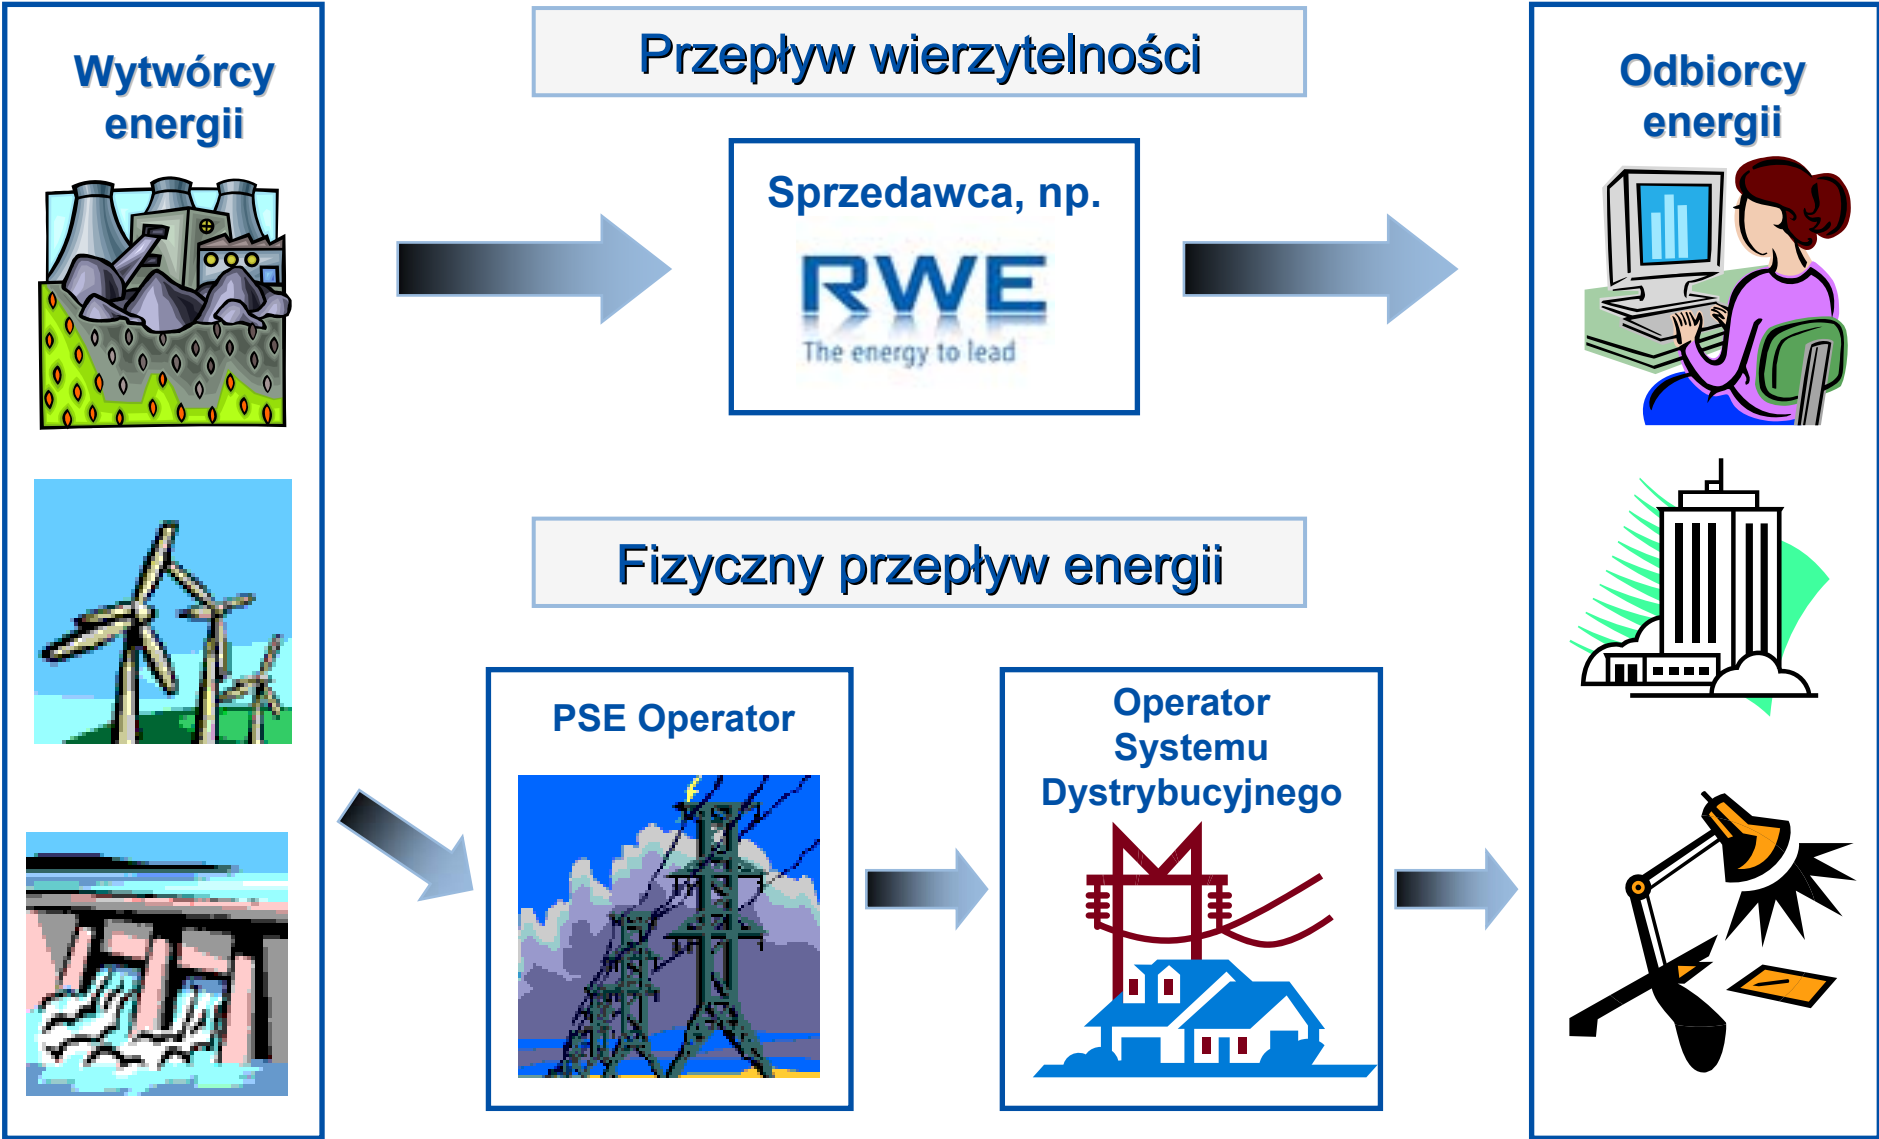 Wytwórcy
energii
Przepływ wierzytelności
Sprzedawca, np.
RWE
The energy to lead
Odbiorcy
energii
Fizyczny przepływ energii
PSE Operator
Operator
Systemu
Dystrybucyjnego